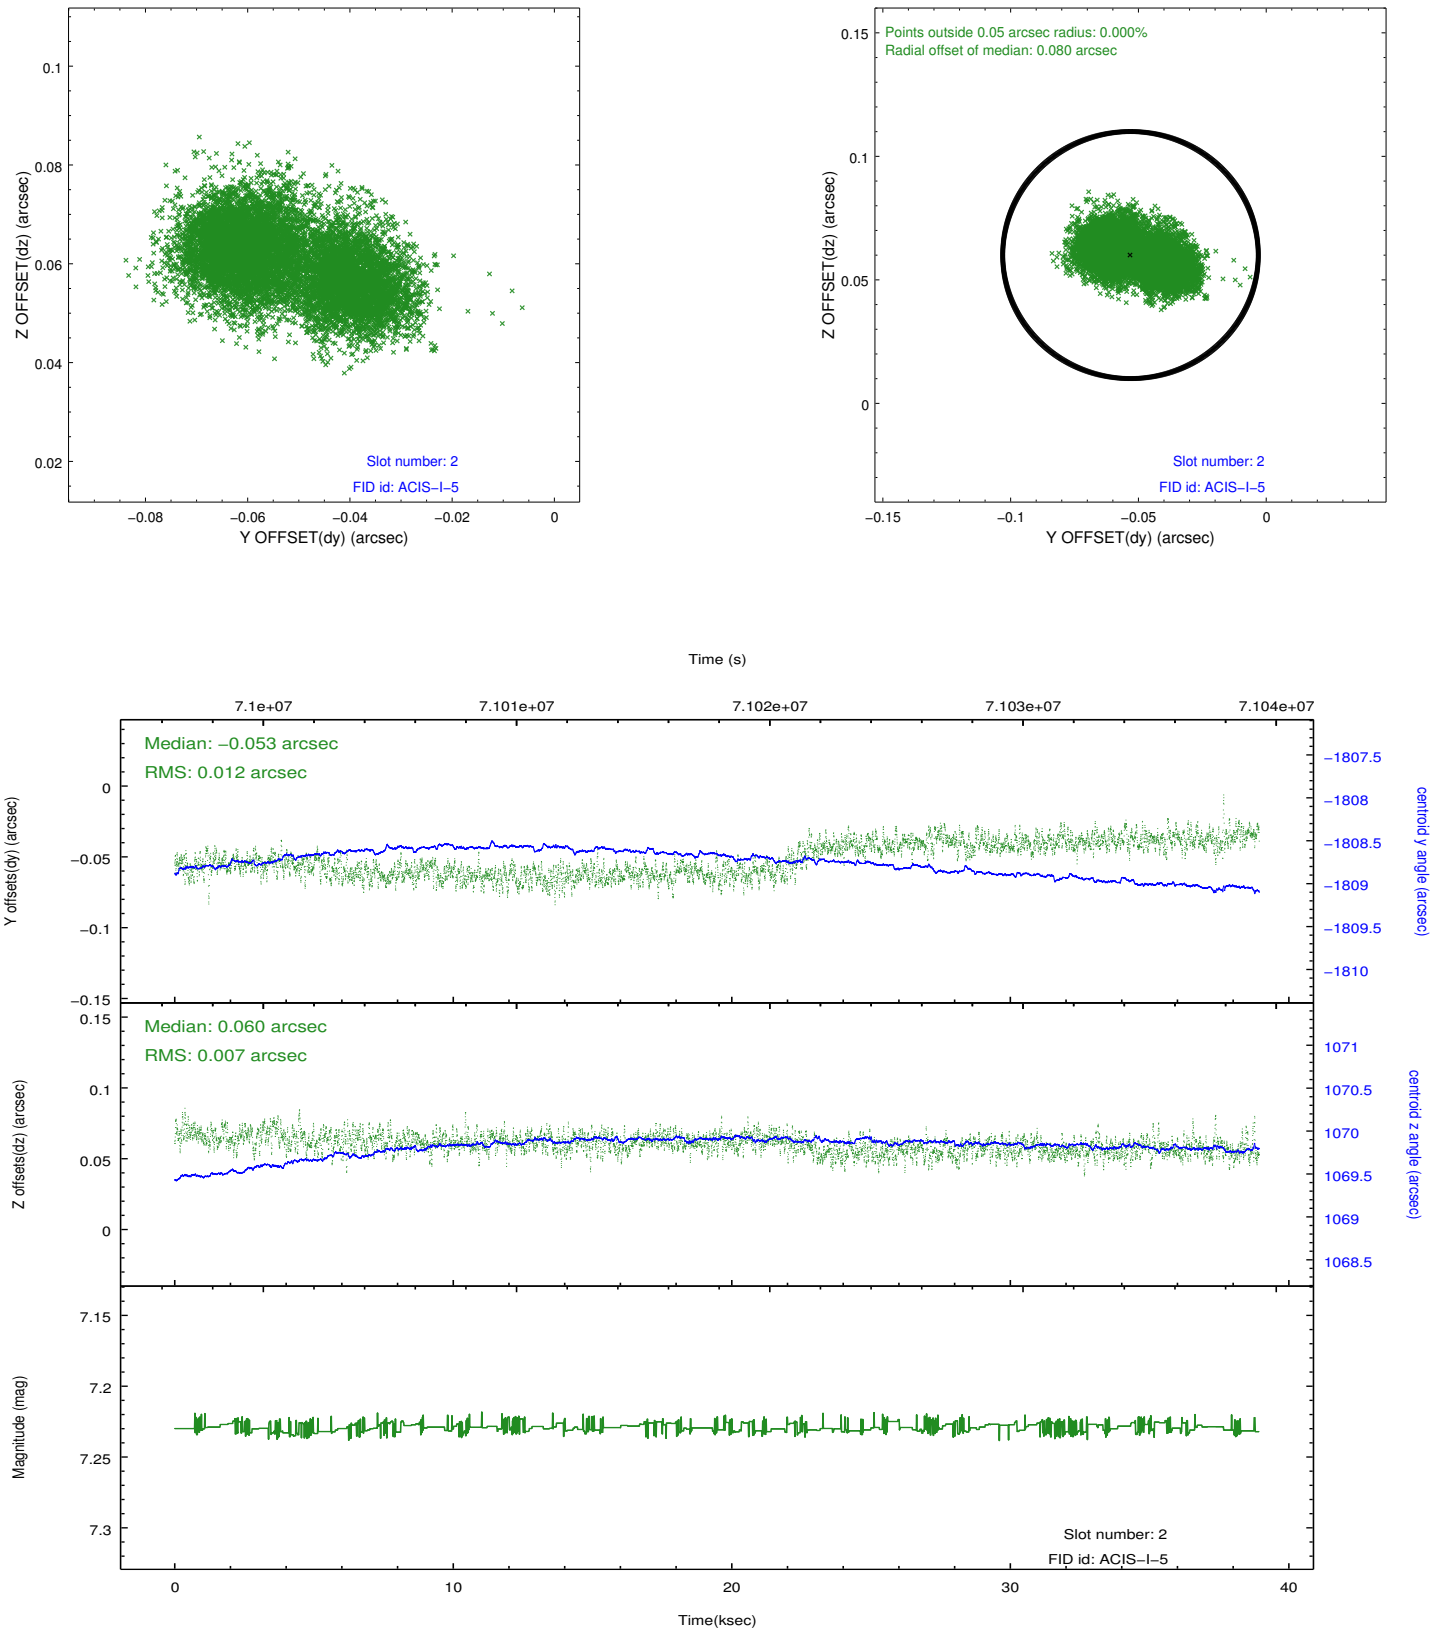 0.1
0.08
0.06
0.04
0.02
Z OFFSET(dz) (arcsec)
Slot number: 2
FID id: ACIS−I−5
−0.08 −0.06 −0.04 −0.02 0
Y OFFSET(dy) (arcsec)
Points outside 0.05 arcsec radius: 0.000%
Radial offset of median: 0.080 arcsec
0.15
0.1
0.05
0
Z OFFSET(dz) (arcsec)
Slot number: 2
FID id: ACIS−I−5
−0.15 −0.1 −0.05 0
Y OFFSET(dy) (arcsec)
Time (s)
7.1e+07 7.101e+07 7.102e+07 7.103e+07 7.104e+07
Median: −0.053 arcsec
RMS: 0.012 arcsec
0
−0.05
−0.1
−0.15
Y offsets(dy) (arcsec)
−1807.5
−1808
−1808.5
−1809
−1809.5
−1810
centroid y angle (arcsec)
Median: 0.060 arcsec
RMS: 0.007 arcsec
0.15
0.1
0.05
0
Z offsets(dz) (arcsec)
1071
1070.5
1070
1069.5
1069
1068.5
centroid z angle (arcsec)
7.15
7.2
7.25
7.3
Magnitude (mag)
Slot number: 2
FID id: ACIS−I−5
0 10 20 30 40
Time(ksec)